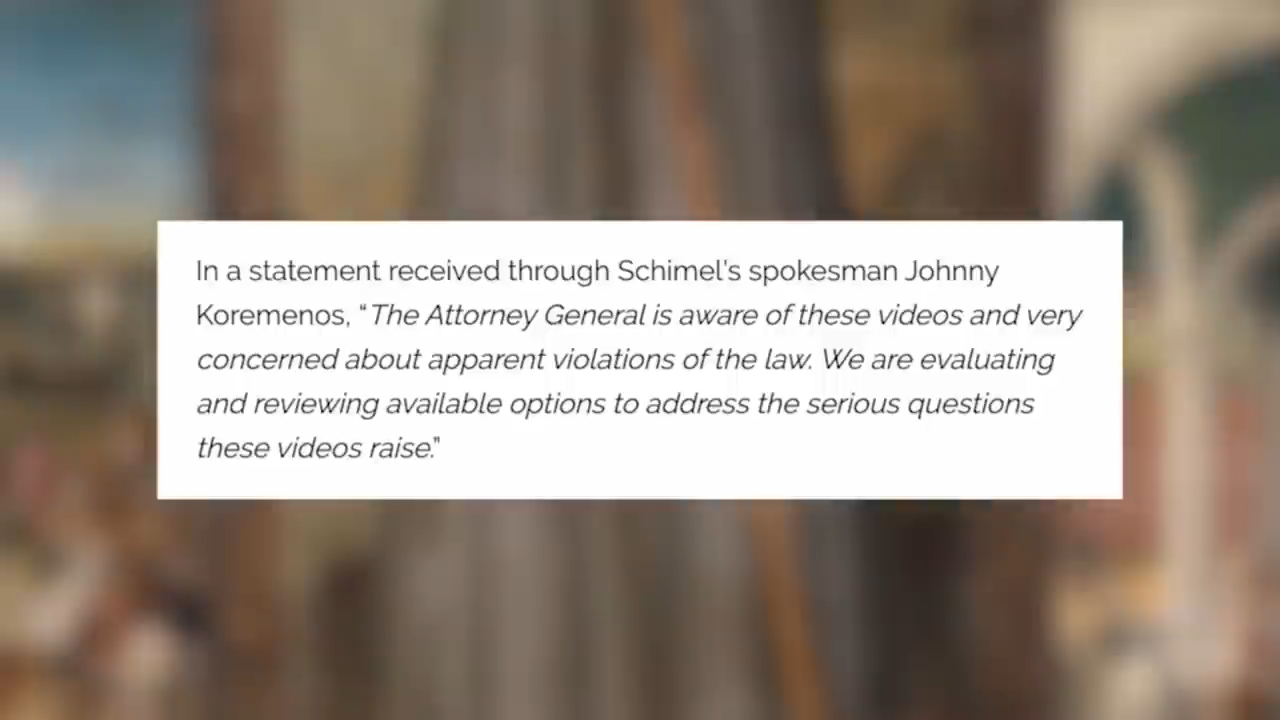 In a statement received through Schimel's spokesman Johnny
Koremenos, “The Attorney General is aware of these videos and very
concerned about apparent violations of the law. We are evaluating
and reviewing available options to address the serious questions
these videos raise.”